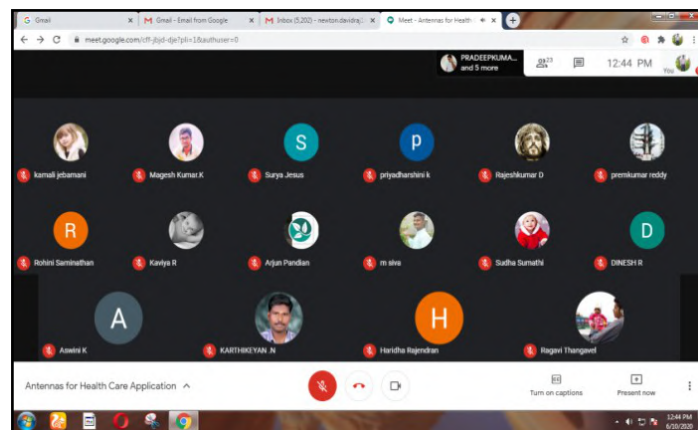 Gmail
Gmail - Email from Google
Inbox (5,202) - newton.davidraj.
Meet - Antennas for Health
meet.google.com/cff-jbjd-dje?pli=1&authuser=0
PRADEEPKUMA...
and 5 more
23
12:44 PM
You
S
p
kamali jebamani
Magesh Kumar.K
Surya Jesus
priyadharshini k
Rajeshkumar D
premkumar reddy
R
D
Rohini Saminathan
Kaviya R
Arjun Pandian
m siva
Sudha Sumathi
DINESH R
A
H
Aswini K
KARTHIKEYAN .N
Haridha Rajendran
Ragavi Thangavel
Antennas for Health Care Application
Turn on captions
Present now
12:44 PM
6/10/2020